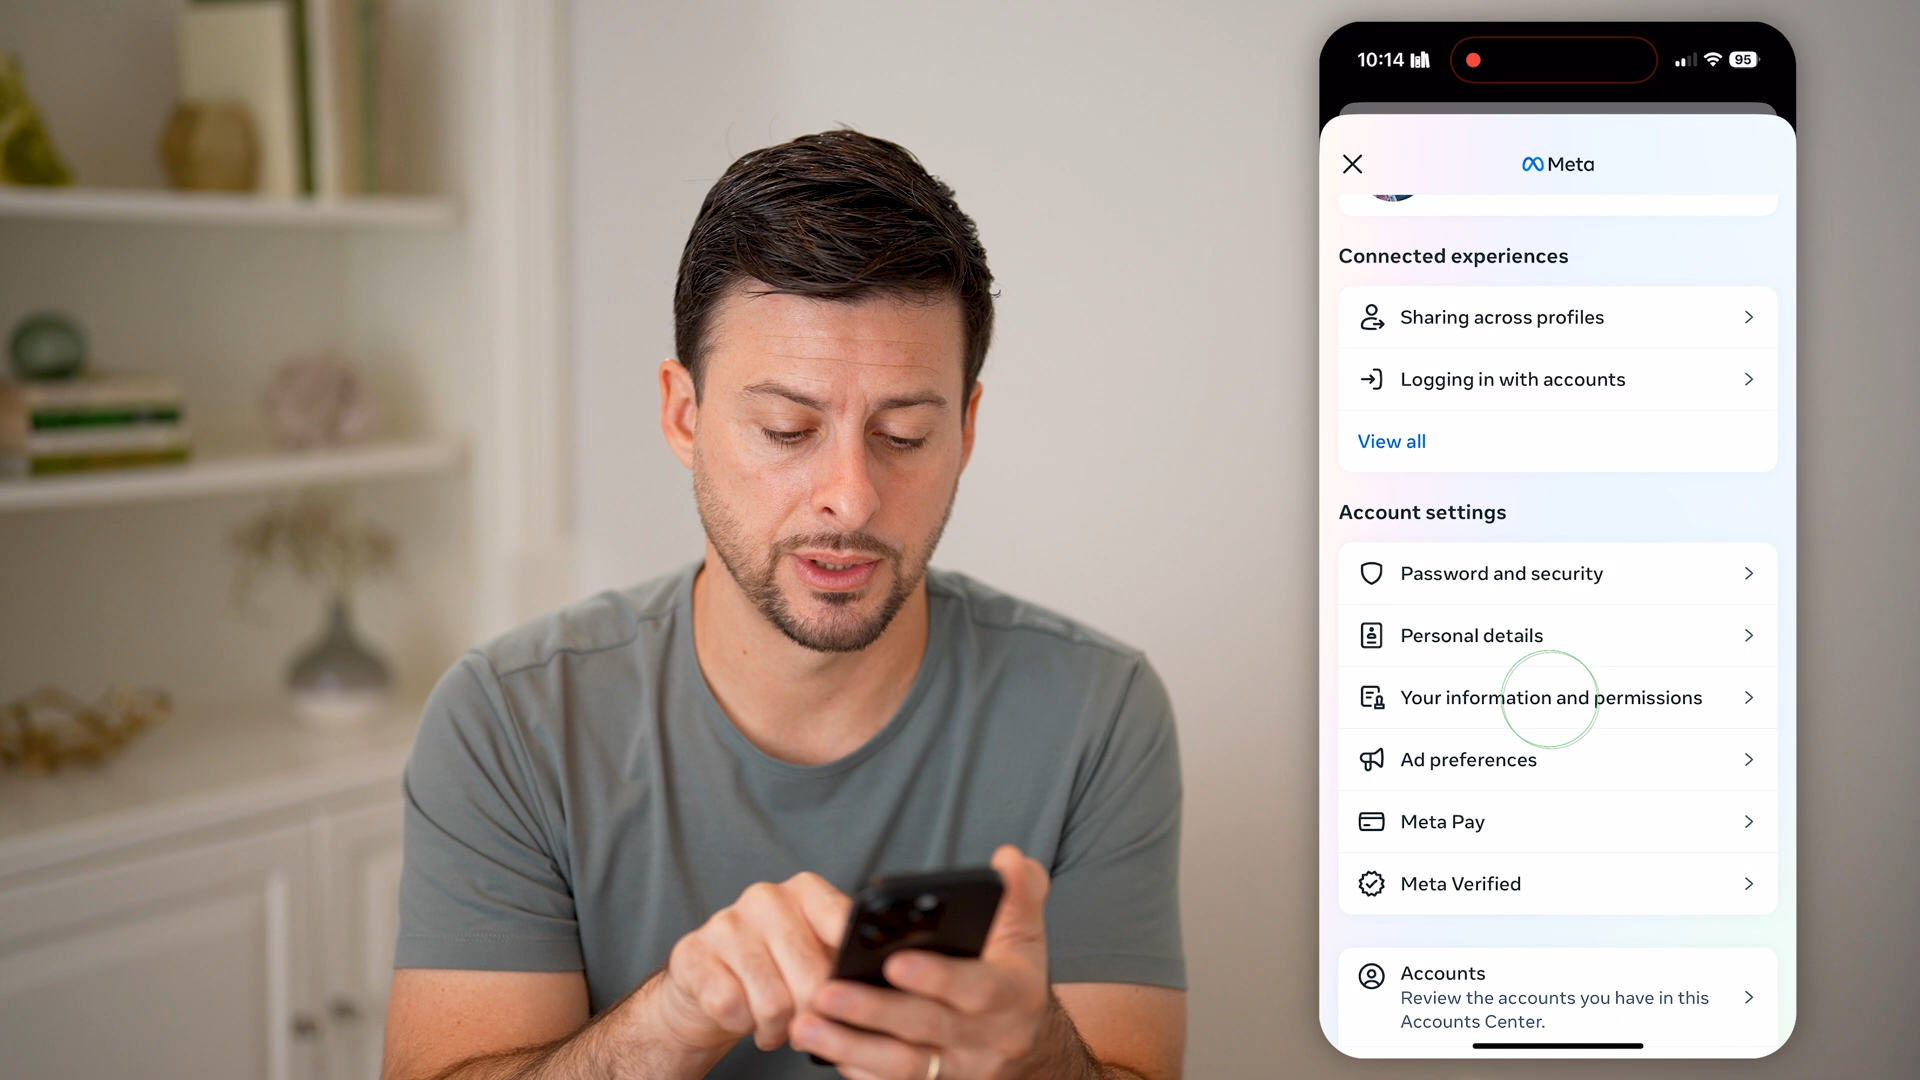 10:14
95
Meta
Connected experiences
Sharing across profiles
Logging in with accounts
View all
Account settings
Password and security
Personal details
Your information and permissions
Ad preferences
Meta Pay
Meta Verified
Accounts
Review the accounts you have in this
Accounts Center.